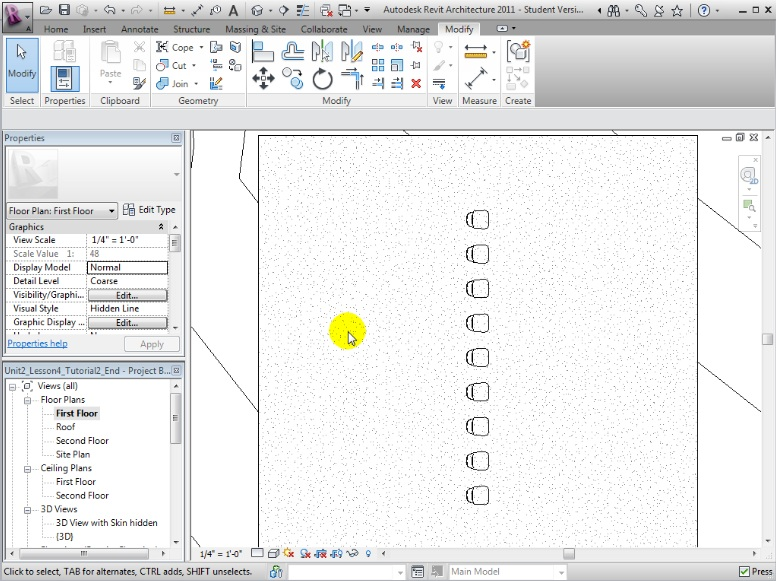 Autodesk Revit Architecture 2011 - Student Versi...
Home Insert Annotate Structure Massing & Site Collaborate View Manage Modify
Modify Paste Cope Cut Join
Select Properties Clipboard Geometry Modify View Measure Create
Properties
Floor Plan: First Floor Edit Type
Graphics
View Scale 1/4" = 1'-0"
Scale Value 1: 48
Display Model Normal
Detail Level Coarse
Visibility/Graphi... Edit...
Visual Style Hidden Line
Graphic Display ... Edit...
Properties help Apply
Unit2_Lesson4_Tutorial2_End - Project B...
Views (all)
Floor Plans
First Floor
Roof
Second Floor
Site Plan
Ceiling Plans
First Floor
Second Floor
3D Views
3D View with Skin hidden
{3D}
2D
1/4" = 1'-0"
Click to select, TAB for alternates, CTRL adds, SHIFT unselects. Main Model Press